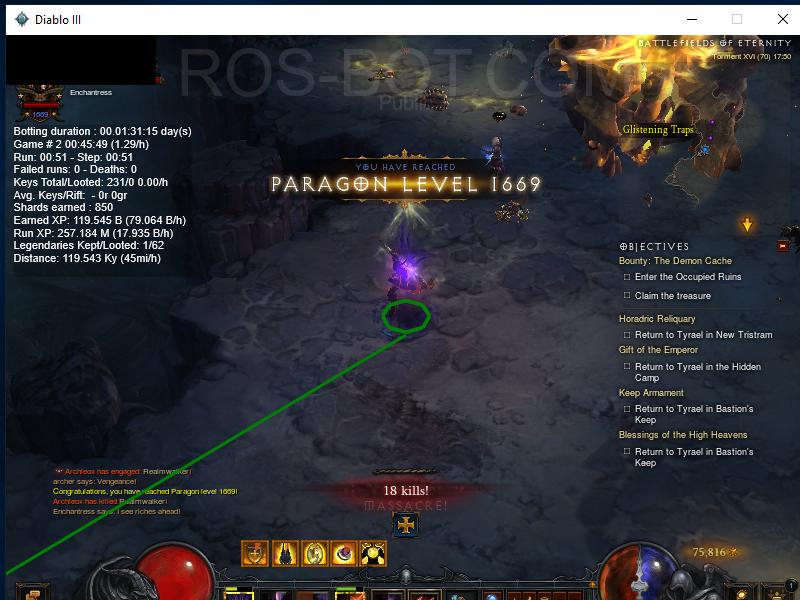 Diablo III
ROS-BOT.COM
Publi
BATTLEFIELDS OF ETERNITY
Torment XVI (70) 17:50
Enchantress
1669
Botting duration : 00.01:31:15 day(s)
Game # 2 00:45:49 (1.29/h)
Run: 00:51 - Step: 00:51
Failed runs: 0 - Deaths: 0
Keys Total/Looted: 231/0 0.00/h
Avg. Keys/Rift: - 0r 0gr
Shards earned : 850
Earned XP: 119.545 B (79.064 B/h)
Run XP: 257.184 M (17.935 B/h)
Legendaries Kept/Looted: 1/62
Distance: 119.543 Ky (45mi/h)
Glistening Traps
YOU HAVE REACHED
PARAGON LEVEL 1669
OBJECTIVES
Bounty: The Demon Cache
Enter the Occupied Ruins
Claim the treasure
Horadric Reliquary
Return to Tyrael in New Tristram
Gift of the Emperor
Return to Tyrael in the Hidden
Camp
Keep Armament
Return to Tyrael in Bastion's
Keep
Blessings of the High Heavens
Return to Tyrael in Bastion's
Keep
Archleox has engaged: Realmwalker!
archer says: Vengeance!
Congratulations, you have reached Paragon level 1669!
Archleox has killed Realmwalker!
Enchantress says: I see riches ahead!
18 kills!
MASSACRE!
75,816
1